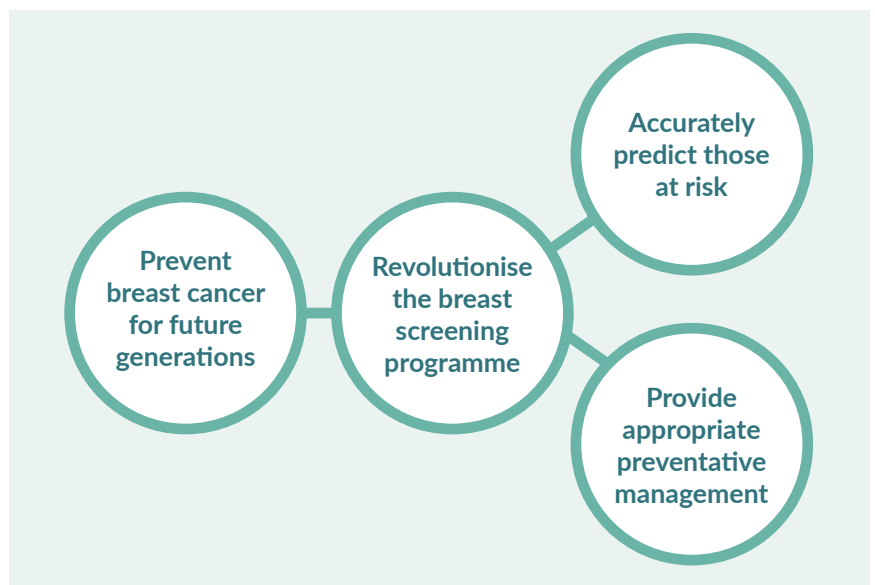 Prevent
breast cancer
for future
generations
Revolutionise
the breast
screening
programme
Accurately
predict those
at risk
Provide
appropriate
preventative
management